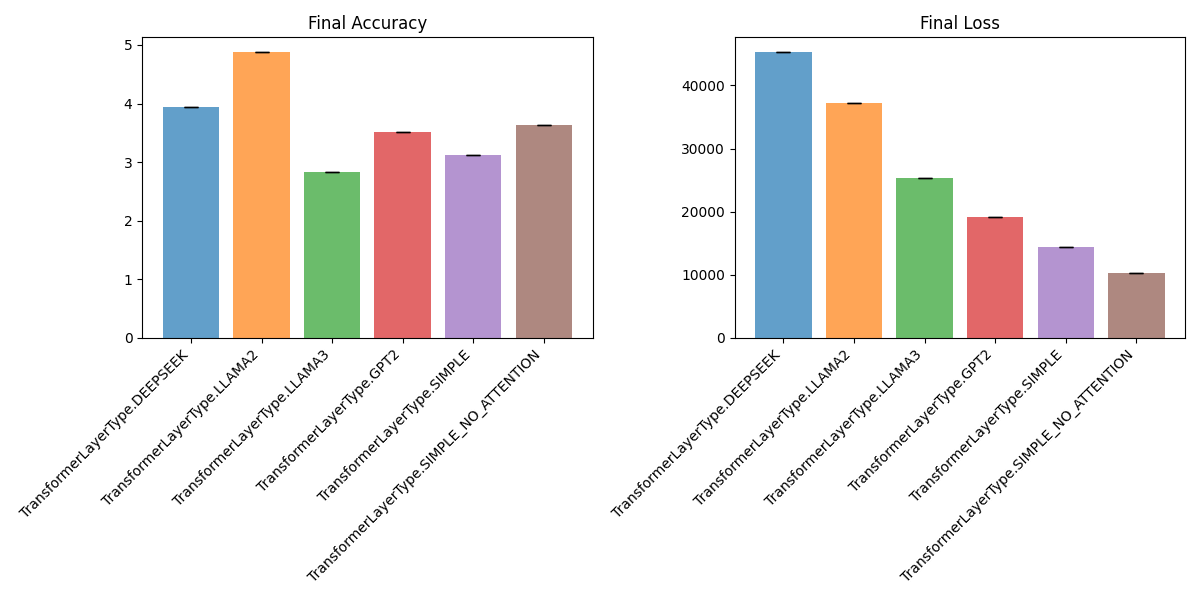 Final Accuracy
5
4
3
2
1
0
TransformerLayerType.DEEPSEEK
TransformerLayerType.LLAMA2
TransformerLayerType.LLAMA3
TransformerLayerType.GPT2
TransformerLayerType.SIMPLE
TransformerLayerType.SIMPLE_NO_ATTENTION
Final Loss
40000
30000
20000
10000
0
TransformerLayerType.DEEPSEEK
TransformerLayerType.LLAMA2
TransformerLayerType.LLAMA3
TransformerLayerType.GPT2
TransformerLayerType.SIMPLE
TransformerLayerType.SIMPLE_NO_ATTENTION